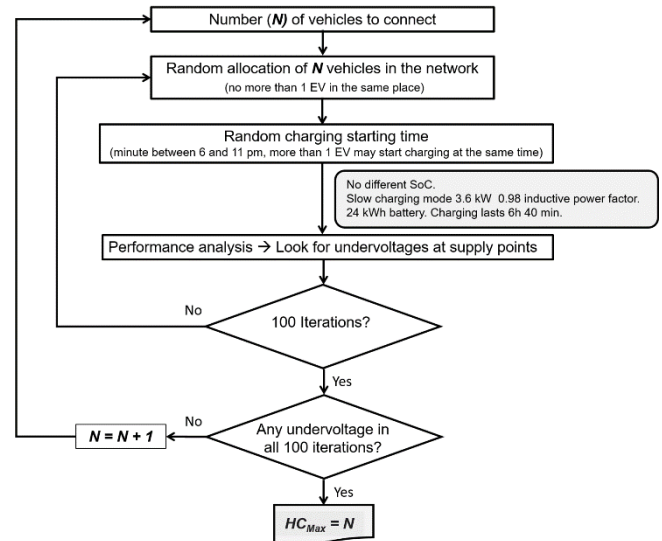 Number (N) of vehicles to connect
Random allocation of N vehicles in the network
(no more than 1 EV in the same place)
Random charging starting time
(minute between 6 and 11 pm, more than 1 EV may start charging at the same time)
No different SoC.
Slow charging mode 3.6 kW 0.98 inductive power factor.
24 kWh battery. Charging lasts 6h 40 min.
Performance analysis → Look for undervoltages at supply points
No
100 Iterations?
Yes
No
N = N + 1
Any undervoltage in
all 100 iterations?
Yes
HCMax = N